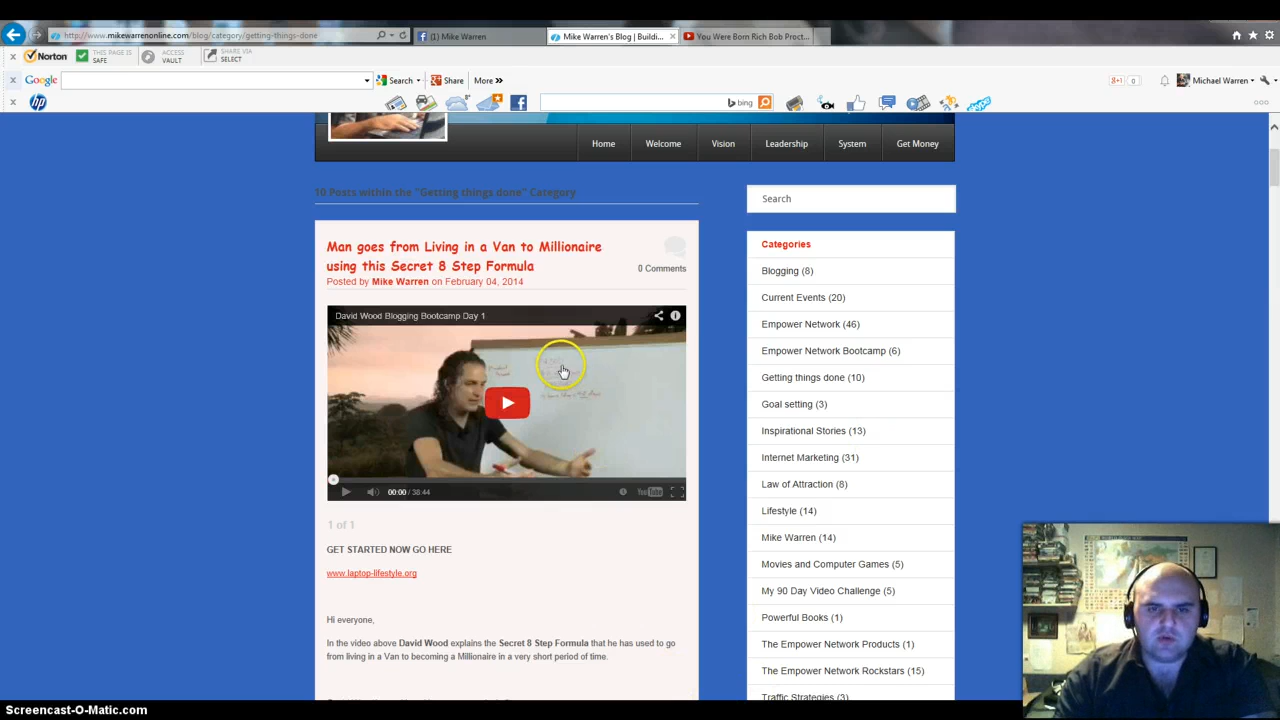 http://www.mikewarrenonline.com/blog/category/getting-things-done
(1) Mike Warren
Mike Warren's Blog | Buildi...
You Were Born Rich Bob Proct...
Norton
THIS PAGE IS SAFE
ACCESS VAULT
SHARE VIA SELECT
Google
Search
Share
More »
g+1
0
Michael Warren
bing
Home
Welcome
Vision
Leadership
System
Get Money
10 Posts within the "Getting things done" Category
Man goes from Living in a Van to Millionaire
using this Secret 8 Step Formula
0 Comments
Posted by Mike Warren on February 04, 2014
David Wood Blogging Bootcamp Day 1
00:00 / 38:44
YouTube
1 of 1
GET STARTED NOW GO HERE
www.laptop-lifestyle.org
Hi everyone,
In the video above David Wood explains the Secret 8 Step Formula that he has used to go
from living in a Van to becoming a Millionaire in a very short period of time.
Search
Categories
Blogging (8)
Current Events (20)
Empower Network (46)
Empower Network Bootcamp (6)
Getting things done (10)
Goal setting (3)
Inspirational Stories (13)
Internet Marketing (31)
Law of Attraction (8)
Lifestyle (14)
Mike Warren (14)
Movies and Computer Games (5)
My 90 Day Video Challenge (5)
Powerful Books (1)
The Empower Network Products (1)
The Empower Network Rockstars (15)
Traffic Strategies (3)
Screencast-O-Matic.com